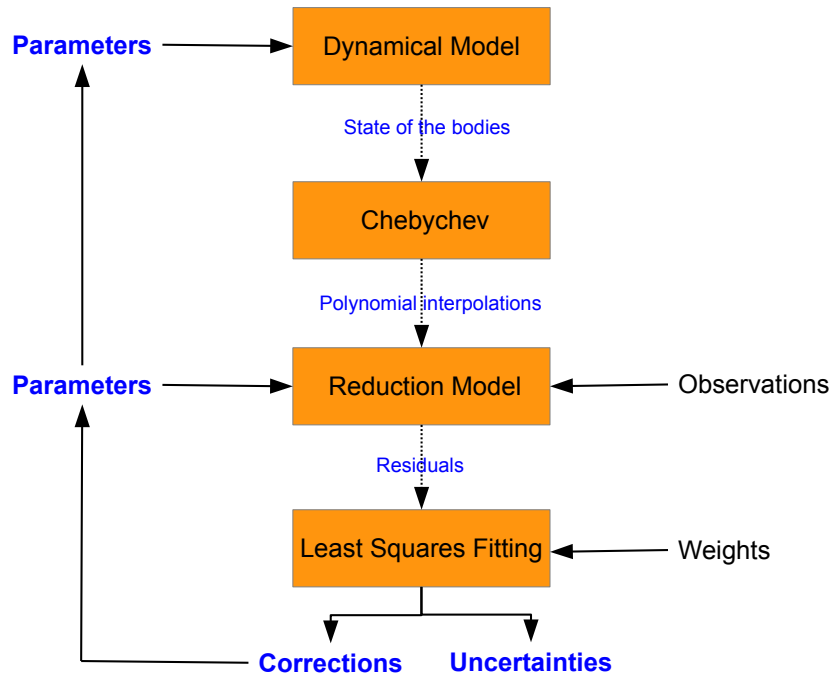 Parameters
Dynamical Model
State of the bodies
Chebychev
Polynomial interpolations
Parameters
Reduction Model
Observations
Residuals
Least Squares Fitting
Weights
Corrections
Uncertainties